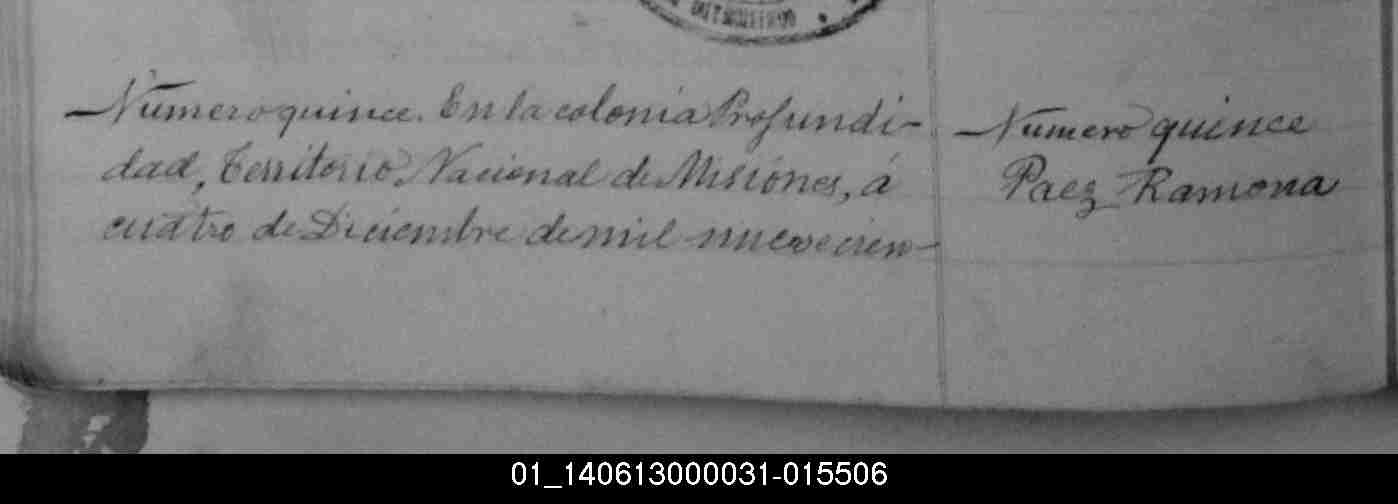 Numero quince. En la colonia Profundi-
dad, Territorio Nacional de Misiones, á
cuatro de Diciembre de mil nuevecien-
Numero quince
Paez Ramona
01_140613000031-015506